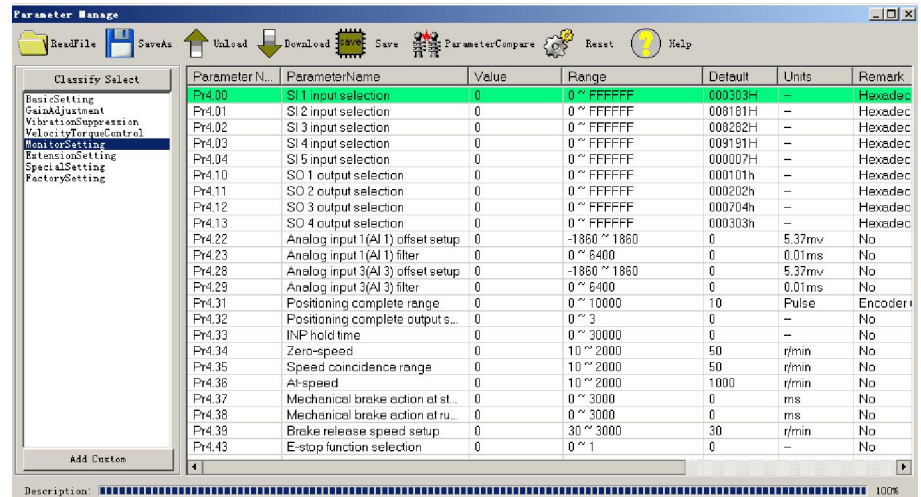 Parameter Manage
ReadFile SaveAs Unload Download save Save ParameterCompare Reset ? Help
Classify Select
BasicSetting
GainAdjustment
VibrationSuppression
VelocityTorqueControl
MonitorSetting
ExtensionSetting
SpecialSetting
FactorySetting
Add Custom
Parameter N... ParameterName Value Range Default Units Remark
Pr4.00 SI 1 input selection 0 0 ~ FFFFFF 000303H – Hexadec
Pr4.01 SI 2 input selection 0 0 ~ FFFFFF 008181H – Hexadec
Pr4.02 SI 3 input selection 0 0 ~ FFFFFF 008282H – Hexadec
Pr4.03 SI 4 input selection 0 0 ~ FFFFFF 009191H – Hexadec
Pr4.04 SI 5 input selection 0 0 ~ FFFFFF 000007H – Hexadec
Pr4.10 SO 1 output selection 0 0 ~ FFFFFF 000101h – Hexadec
Pr4.11 SO 2 output selection 0 0 ~ FFFFFF 000202h – Hexadec
Pr4.12 SO 3 output selection 0 0 ~ FFFFFF 000704h – Hexadec
Pr4.13 SO 4 output selection 0 0 ~ FFFFFF 000303h – Hexadec
Pr4.22 Analog input 1(AI 1) offset setup 0 -1860 ~ 1860 0 5.37mv No
Pr4.23 Analog input 1(AI 1) filter 0 0 ~ 6400 0 0.01ms No
Pr4.28 Analog input 3(AI 3) offset setup 0 -1860 ~ 1860 0 5.37mv No
Pr4.29 Analog input 3(AI 3) filter 0 0 ~ 6400 0 0.01ms No
Pr4.31 Positioning complete range 0 0 ~ 10000 10 Pulse Encoder
Pr4.32 Positioning complete output s... 0 0 ~ 3 0 – No
Pr4.33 INP hold time 0 0 ~ 30000 0 – No
Pr4.34 Zero-speed 0 10 ~ 2000 50 r/min No
Pr4.35 Speed coincidence range 0 10 ~ 2000 50 r/min No
Pr4.36 At-speed 0 10 ~ 2000 1000 r/min No
Pr4.37 Mechanical brake action at st... 0 0 ~ 3000 0 ms No
Pr4.38 Mechanical brake action at ru... 0 0 ~ 3000 0 ms No
Pr4.39 Brake release speed setup 0 30 ~ 3000 30 r/min No
Pr4.43 E-stop function selection 0 0 ~ 1 0 – No
Description: 100%